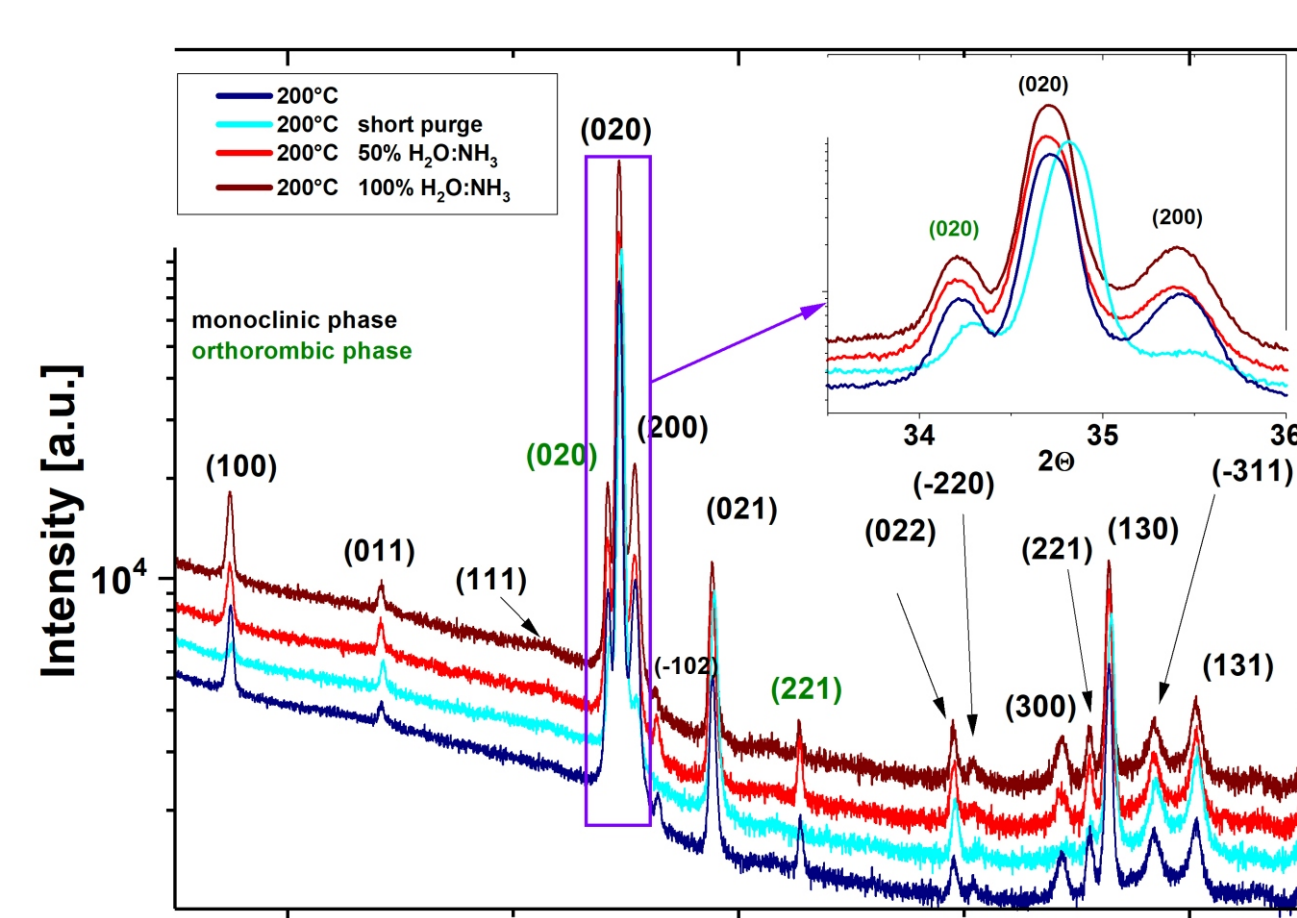 200°C
200°C short purge
200°C 50% H₂O:NH₃
200°C 100% H₂O:NH₃
monoclinic phase
orthorombic phase
Intensity [a.u.]
10⁴
(100)
(011)
(111)
(020)
(020)
(200)
(-102)
(021)
(221)
(022)
(-220)
(300)
(221)
(130)
(-311)
(131)
(020)
(020)
(200)
34
35
36
2Θ